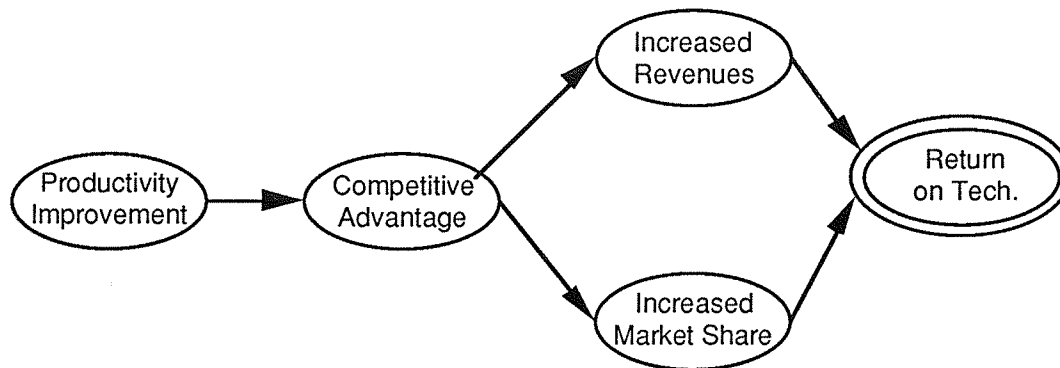 Productivity
Improvement
Competitive
Advantage
Increased
Revenues
Increased
Market Share
Return
on Tech.